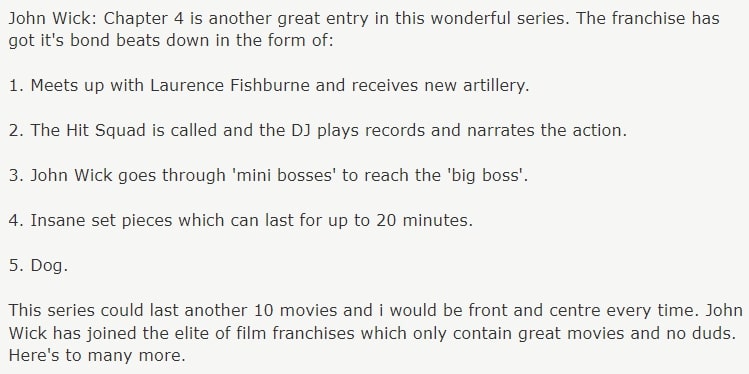 John Wick: Chapter 4 is another great entry in this wonderful series. The franchise has
got it's bond beats down in the form of:
1. Meets up with Laurence Fishburne and receives new artillery.
2. The Hit Squad is called and the DJ plays records and narrates the action.
3. John Wick goes through 'mini bosses' to reach the 'big boss'.
4. Insane set pieces which can last for up to 20 minutes.
5. Dog.
This series could last another 10 movies and i would be front and centre every time. John
Wick has joined the elite of film franchises which only contain great movies and no duds.
Here's to many more.